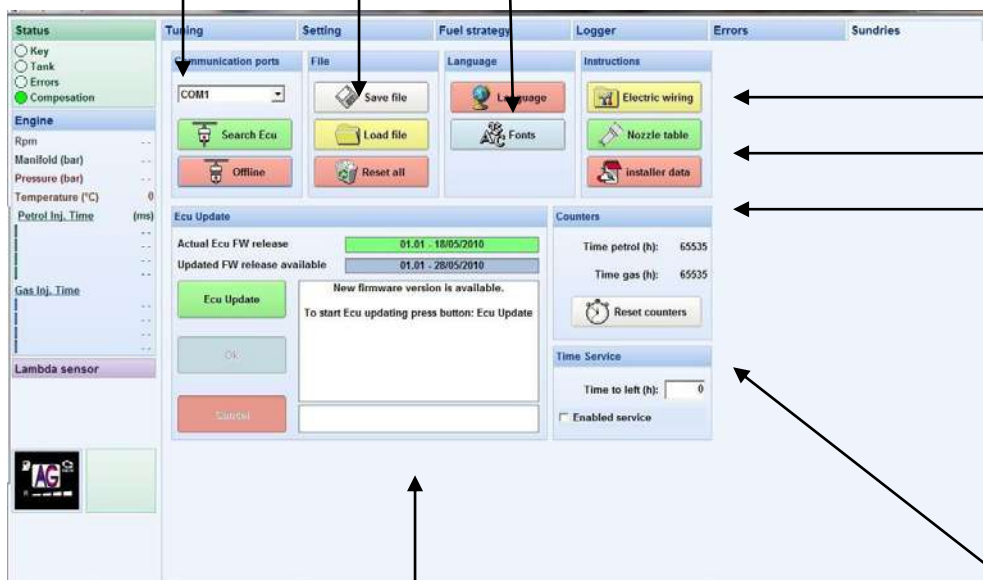 Status
Key
Tank
Errors
Compesation
Engine
Rpm - -
Manifold (bar) - -
Pressure (bar) - -
Temperature (°C) 0
Petrol Inj. Time (ms)
- -
- -
- -
- -
Gas Inj. Time
- -
- -
- -
- -
Lambda sensor
AG
Tuning Setting Fuel strategy Logger Errors Sundries
Communication ports
COM1
Search Ecu
Offline
File
Save file
Load file
Reset all
Language
Language
Fonts
Instructions
Electric wiring
Nozzle table
installer data
Ecu Update
Actual Ecu FW release 01.01 - 18/05/2010
Updated FW release available 01.01 - 28/05/2010
Ecu Update
Ok
Cancel
New firmware version is available.
To start Ecu updating press button: Ecu Update
Counters
Time petrol (h): 65535
Time gas (h): 65535
Reset counters
Time Service
Time to left (h): 0
Enabled service